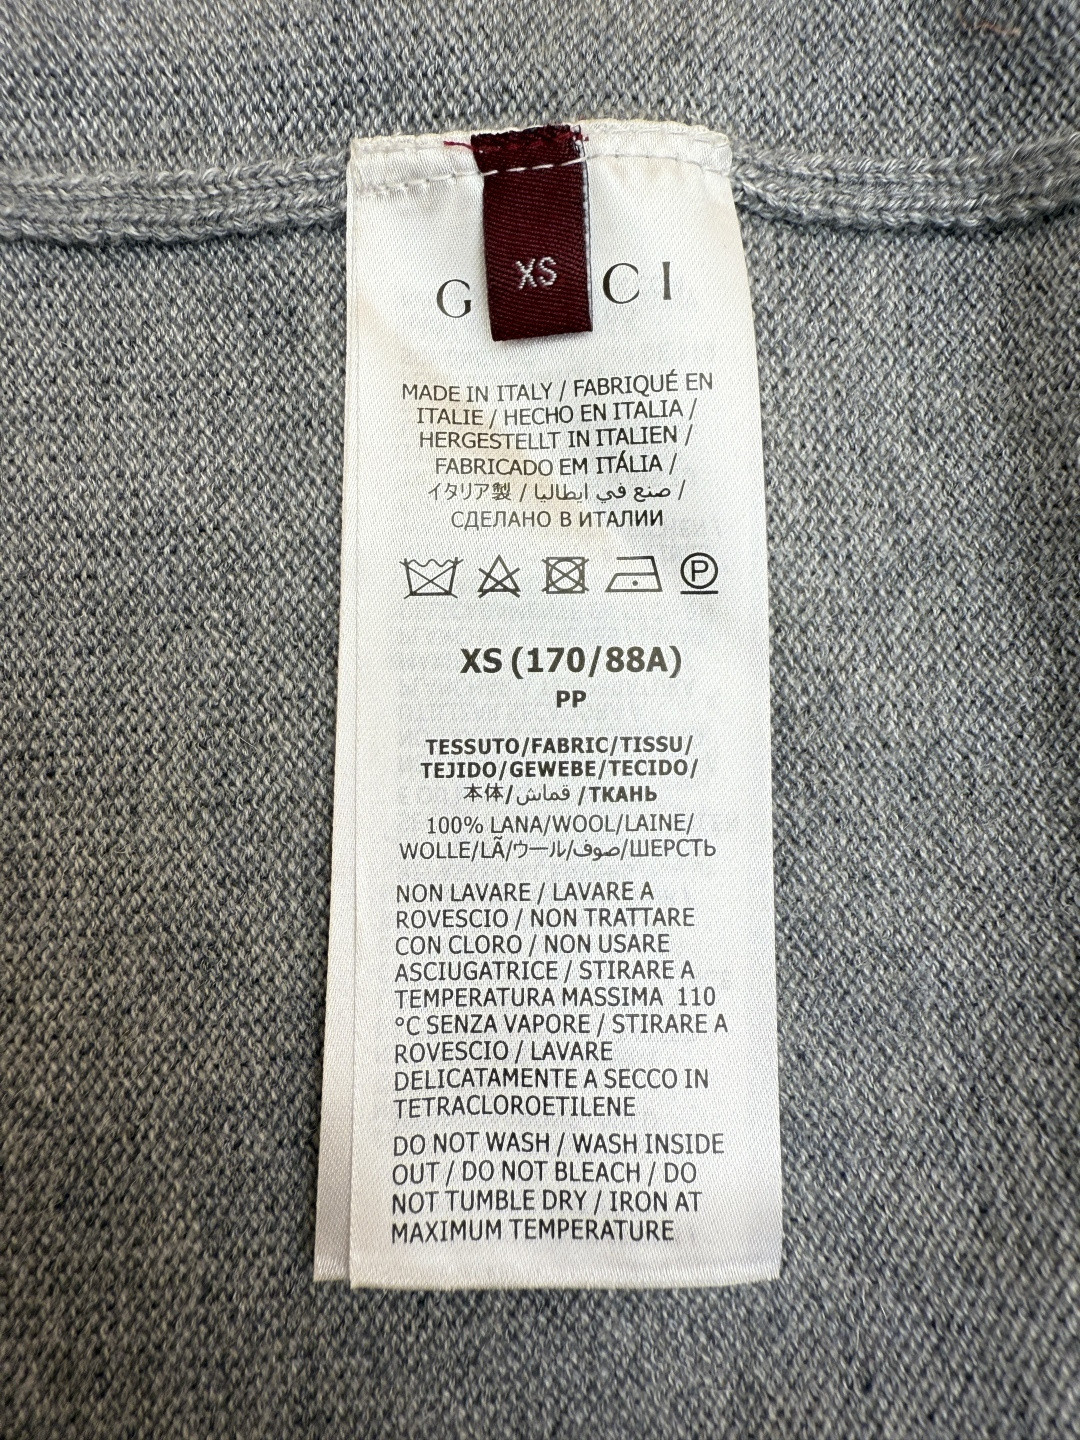 XS
G CI
MADE IN ITALY / FABRIQUÉ EN
ITALIE / HECHO EN ITALIA /
HERGESTELLT IN ITALIEN /
FABRICADO EM ITÁLIA /
イタリア製 / صنع في ايطاليا /
СДЕЛАНО В ИТАЛИИ
P
XS (170/88A)
PP
TESSUTO/FABRIC/TISSU/
TEJIDO/GEWEBE/TECIDO/
本体/قماش /ТКАНЬ
100% LANA/WOOL/LAINE/
WOLLE/LÃ/ウール/صوف/ШЕРСТЬ
NON LAVARE / LAVARE A
ROVESCIO / NON TRATTARE
CON CLORO / NON USARE
ASCIUGATRICE / STIRARE A
TEMPERATURA MASSIMA 110
°C SENZA VAPORE / STIRARE A
ROVESCIO / LAVARE
DELICATAMENTE A SECCO IN
TETRACLOROETILENE
DO NOT WASH / WASH INSIDE
OUT / DO NOT BLEACH / DO
NOT TUMBLE DRY / IRON AT
MAXIMUM TEMPERATURE